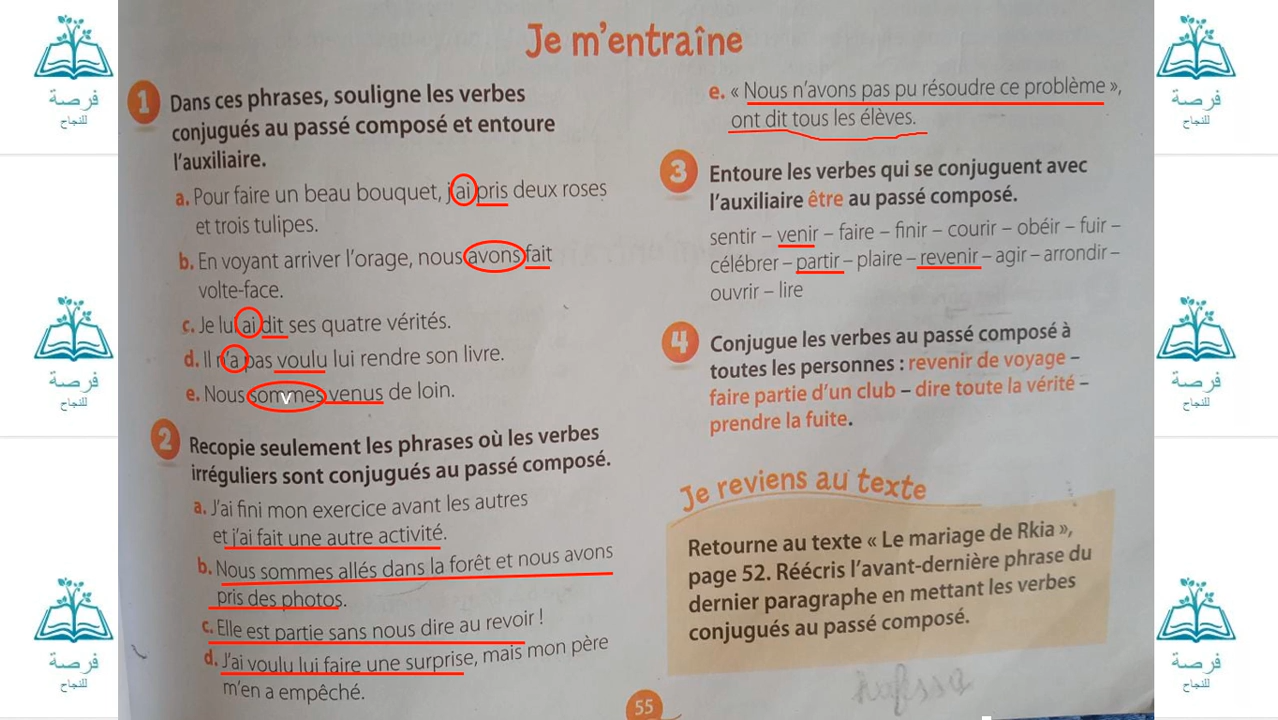 Je m'entraîne
1 Dans ces phrases, souligne les verbes
conjugués au passé composé et entoure
l'auxiliaire.
a. Pour faire un beau bouquet, j'ai pris deux roses
et trois tulipes.
b. En voyant arriver l'orage, nous avons fait
volte-face.
c. Je lui ai dit ses quatre vérités.
d. Il n'a pas voulu lui rendre son livre.
e. Nous sommes venus de loin.
v
2 Recopie seulement les phrases où les verbes
irréguliers sont conjugués au passé composé.
a. J'ai fini mon exercice avant les autres
et j'ai fait une autre activité.
b. Nous sommes allés dans la forêt et nous avons
pris des photos.
c. Elle est partie sans nous dire au revoir !
d. J'ai voulu lui faire une surprise, mais mon père
m'en a empêché.
e. « Nous n'avons pas pu résoudre ce problème »,
ont dit tous les élèves.
3 Entoure les verbes qui se conjuguent avec
l'auxiliaire être au passé composé.
sentir – venir – faire – finir – courir – obéir – fuir –
célébrer – partir – plaire – revenir – agir – arrondir –
ouvrir – lire
4 Conjugue les verbes au passé composé à
toutes les personnes : revenir de voyage –
faire partie d'un club – dire toute la vérité –
prendre la fuite.
Je reviens au texte
Retourne au texte « Le mariage de Rkia »,
page 52. Réécris l'avant-dernière phrase du
dernier paragraphe en mettant les verbes
conjugués au passé composé.
55
فرصة
للنجاح
فرصة
للنجاح
فرصة
للنجاح
فرصة
للنجاح
فرصة
للنجاح
فرصة
للنجاح